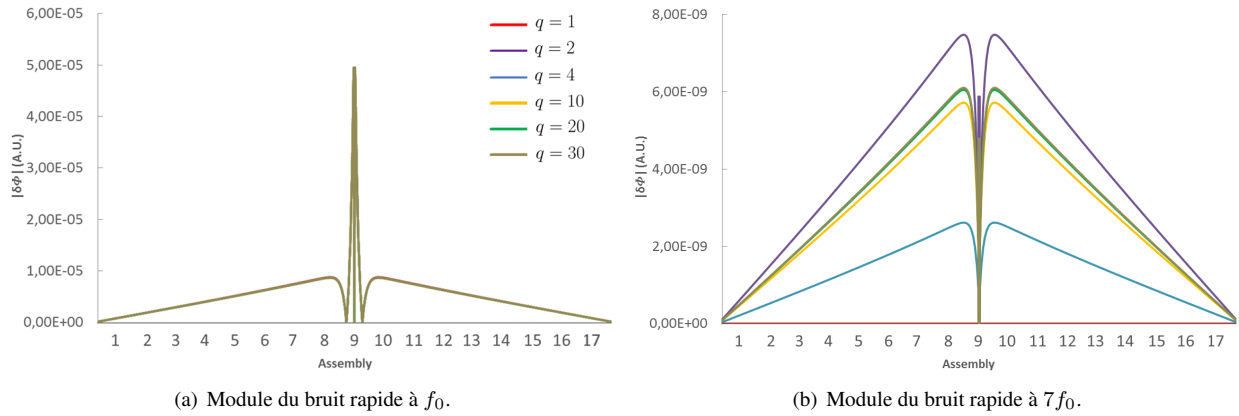 6,00E-05
5,00E-05
4,00E-05
3,00E-05
2,00E-05
1,00E-05
0,00E+00
|δΦ| (A.U.)
1 2 3 4 5 6 7 8 9 10 11 12 13 14 15 16 17
Assembly
q = 1
q = 2
q = 4
q = 10
q = 20
q = 30
(a) Module du bruit rapide à f₀.
8,00E-09
6,00E-09
4,00E-09
2,00E-09
0,00E+00
|δΦ| (A.U.)
1 2 3 4 5 6 7 8 9 10 11 12 13 14 15 16 17
Assembly
(b) Module du bruit rapide à 7f₀.